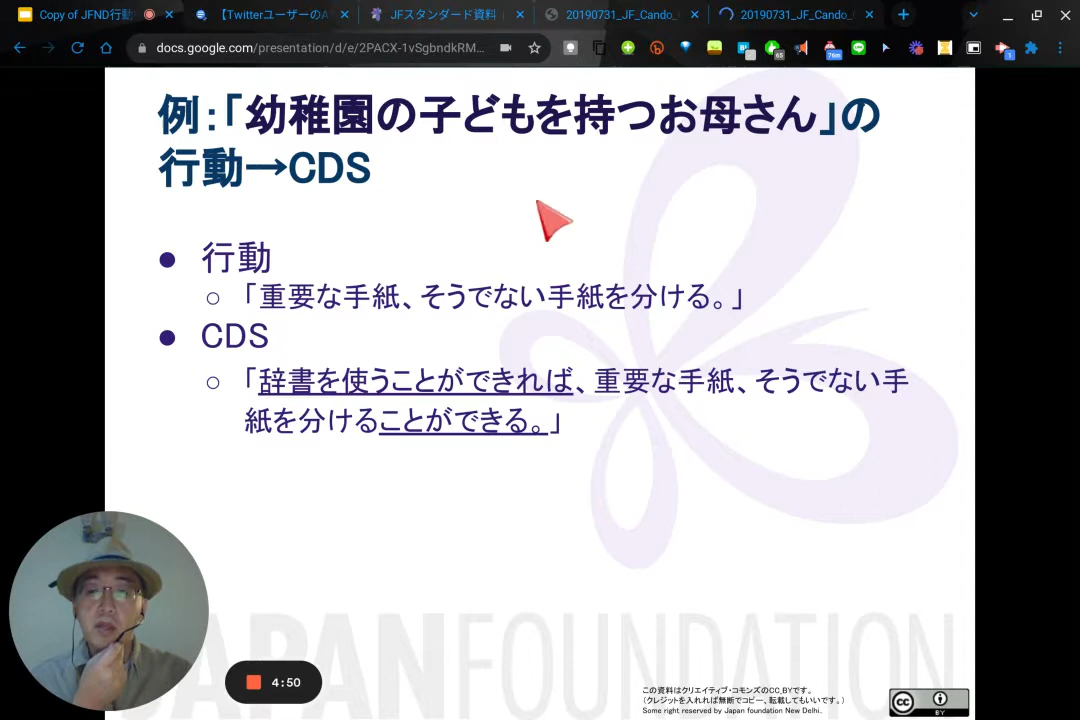 Copy of JFND行動
【TwitterユーザーのA
JFスタンダード資料
20190731_JF_Cando_
20190731_JF_Cando_
docs.google.com/presentation/d/e/2PACX-1vSgbndkRM...
例：「幼稚園の子どもを持つお母さん」の
行動→CDS
● 行動
○ 「重要な手紙、そうでない手紙を分ける。」
● CDS
○ 「辞書を使うことができれば、重要な手紙、そうでない手
紙を分けることができる。」
JAPANFOUNDATION
4:50
この資料はクリエイティブ・コモンズのCC_BYです。
（クレジットを入れれば無断でコピー、転載してもいいです。）
Some right reserved by Japan foundation New Delhi.
cc
BY